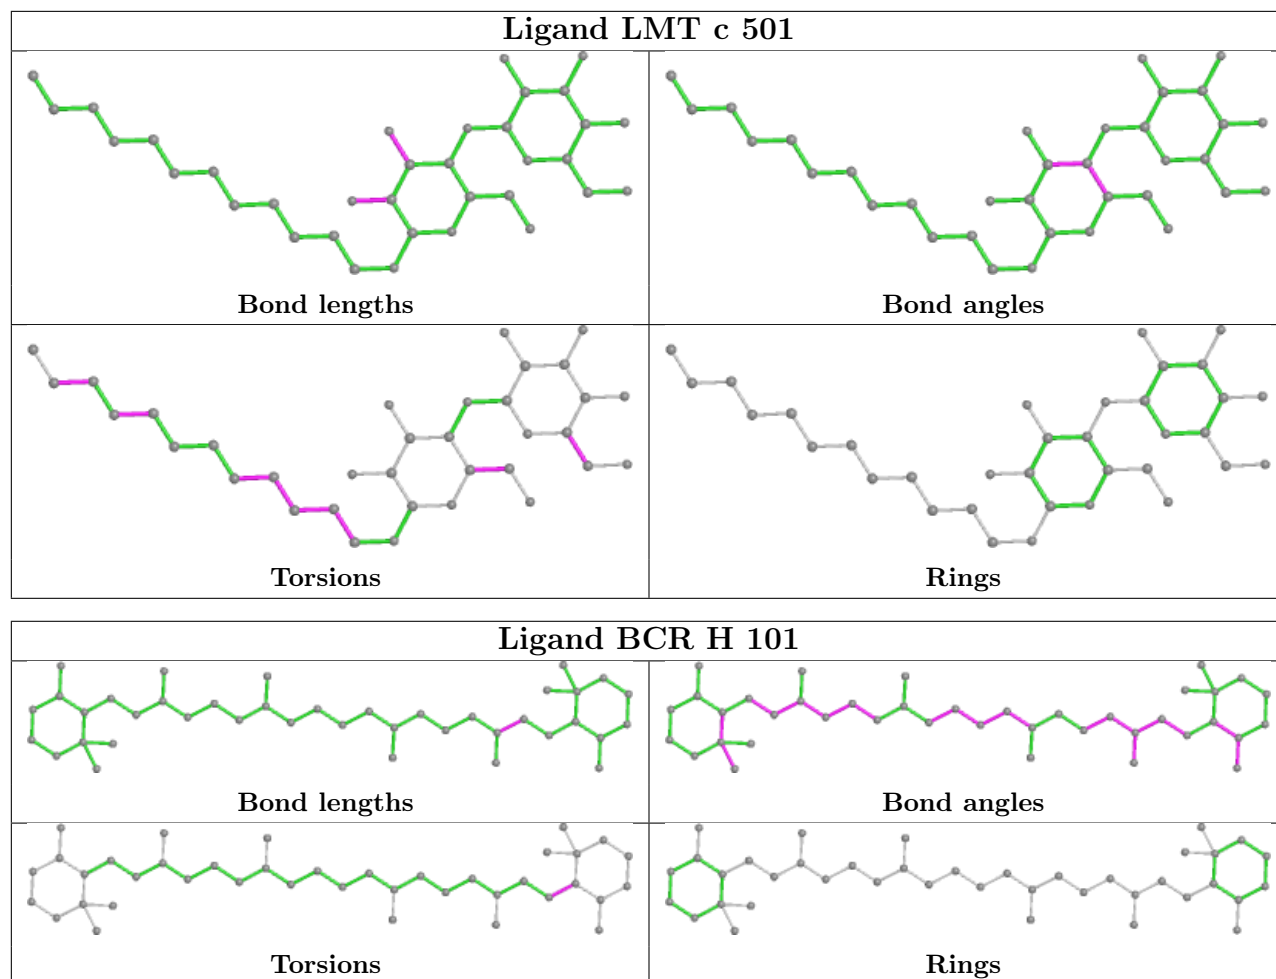 Ligand LMT c 501
Bond lengths
Bond angles
Torsions
Rings
Ligand BCR H 101
Bond lengths
Bond angles
Torsions
Rings